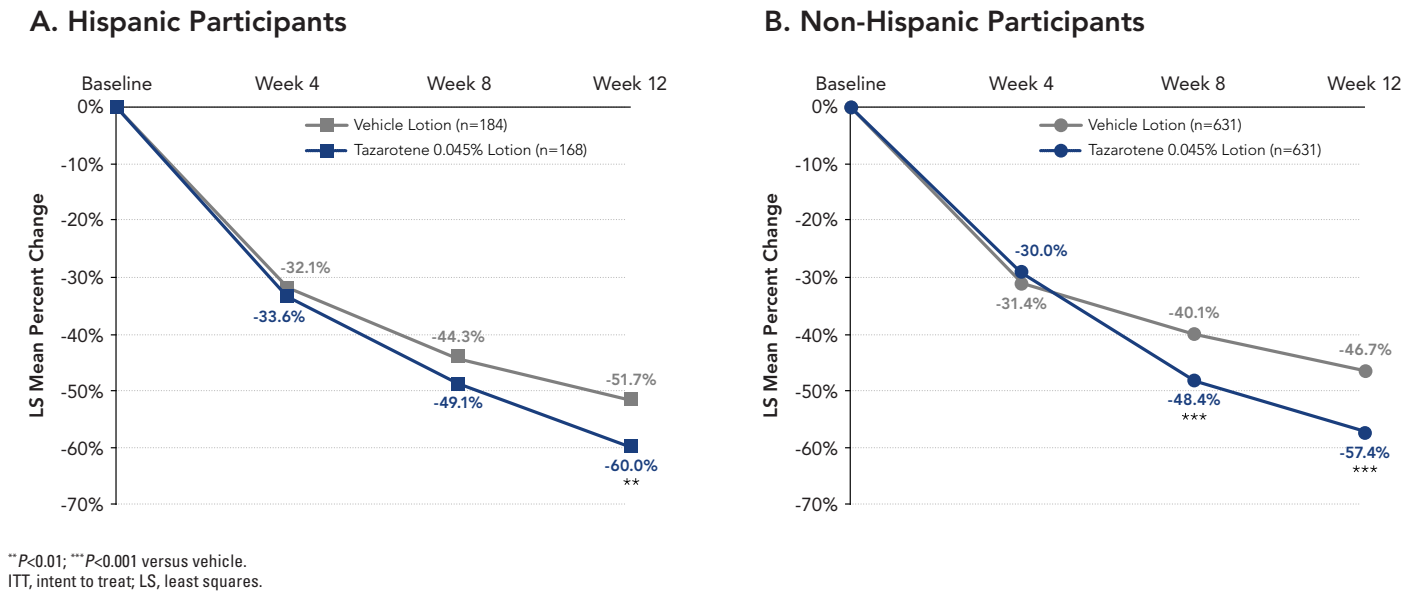 A. Hispanic Participants
Baseline Week 4 Week 8 Week 12
0%
Vehicle Lotion (n=184)
Tazarotene 0.045% Lotion (n=168)
-10%
-20%
-30%
-40%
-50%
-60%
-70%
LS Mean Percent Change
-32.1%
-33.6%
-44.3%
-49.1%
-51.7%
-60.0%
**
B. Non-Hispanic Participants
Baseline Week 4 Week 8 Week 12
0%
Vehicle Lotion (n=631)
Tazarotene 0.045% Lotion (n=631)
-10%
-20%
-30%
-40%
-50%
-60%
-70%
LS Mean Percent Change
-30.0%
-31.4%
-40.1%
-48.4%
***
-46.7%
-57.4%
***
**P<0.01; ***P<0.001 versus vehicle.
ITT, intent to treat; LS, least squares.